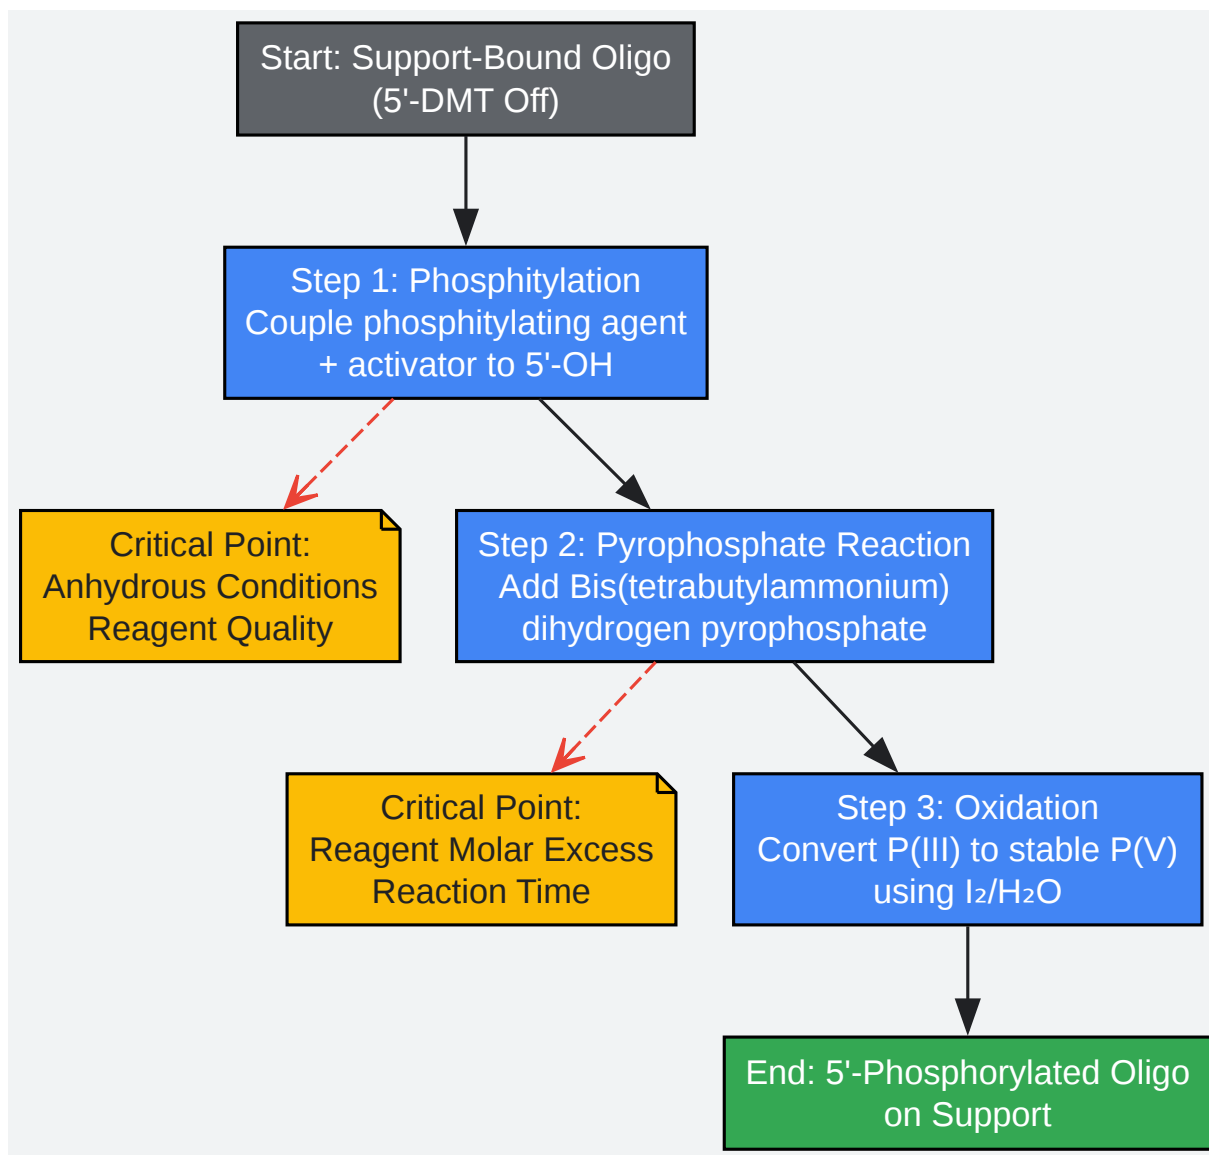 Start: Support-Bound Oligo
(5'-DMT Off)
Step 1: Phosphitylation
Couple phosphitylating agent
+ activator to 5'-OH
Critical Point:
Anhydrous Conditions
Reagent Quality
Step 2: Pyrophosphate Reaction
Add Bis(tetrabutylammonium)
dihydrogen pyrophosphate
Critical Point:
Reagent Molar Excess
Reaction Time
Step 3: Oxidation
Convert P(III) to stable P(V)
using I₂/H₂O
End: 5'-Phosphorylated Oligo
on Support